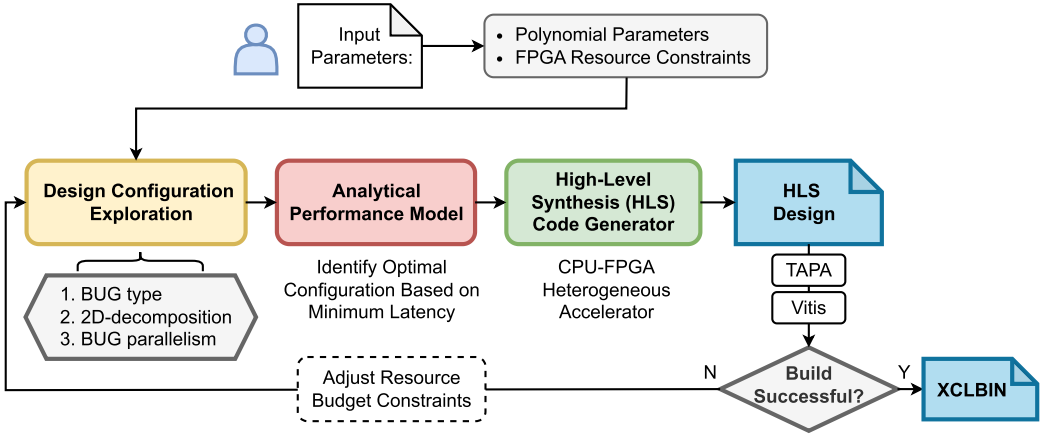 Input
Parameters:
• Polynomial Parameters
• FPGA Resource Constraints
Design Configuration
Exploration
Analytical
Performance Model
High-Level
Synthesis (HLS)
Code Generator
HLS
Design
1. BUG type
2. 2D-decomposition
3. BUG parallelism
Identify Optimal
Configuration Based on
Minimum Latency
CPU-FPGA
Heterogeneous
Accelerator
TAPA
Vitis
Build
Successful?
N
Y
Adjust Resource
Budget Constraints
XCLBIN